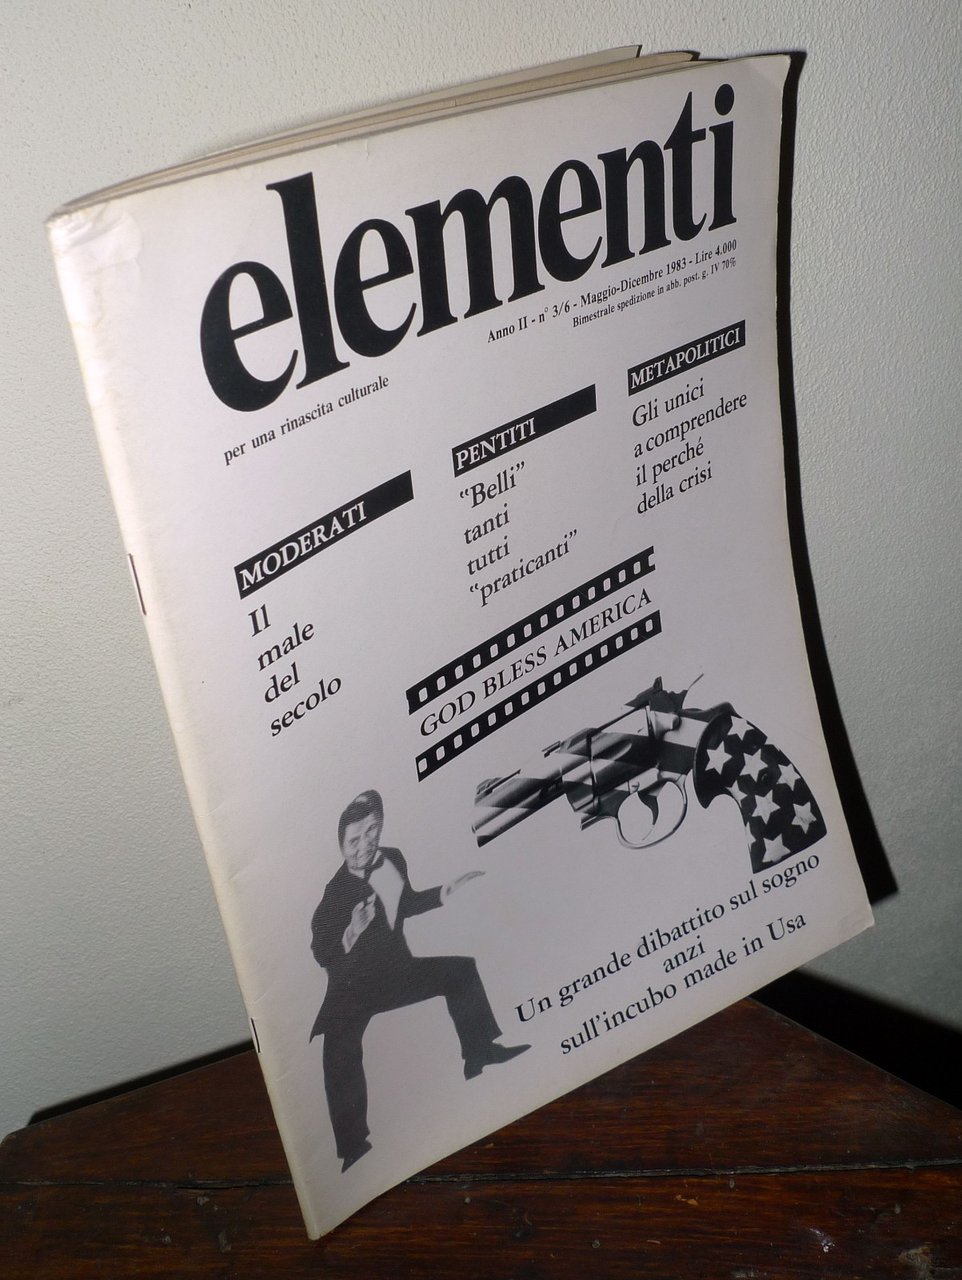 elementi
Anno II - n° 3/6 - Maggio-Dicembre 1983 - Lire 4.000
Bimestrale spedizione in abb. post. g. IV 70%
per una rinascita culturale
MODERATI
Il
male
del
secolo
PENTITI
“Belli”
tanti
tutti
“praticanti”
METAPOLITICI
Gli unici
a comprendere
il perché
della crisi
GOD BLESS AMERICA
Un grande dibattito sul sogno
anzi
sull'incubo made in Usa